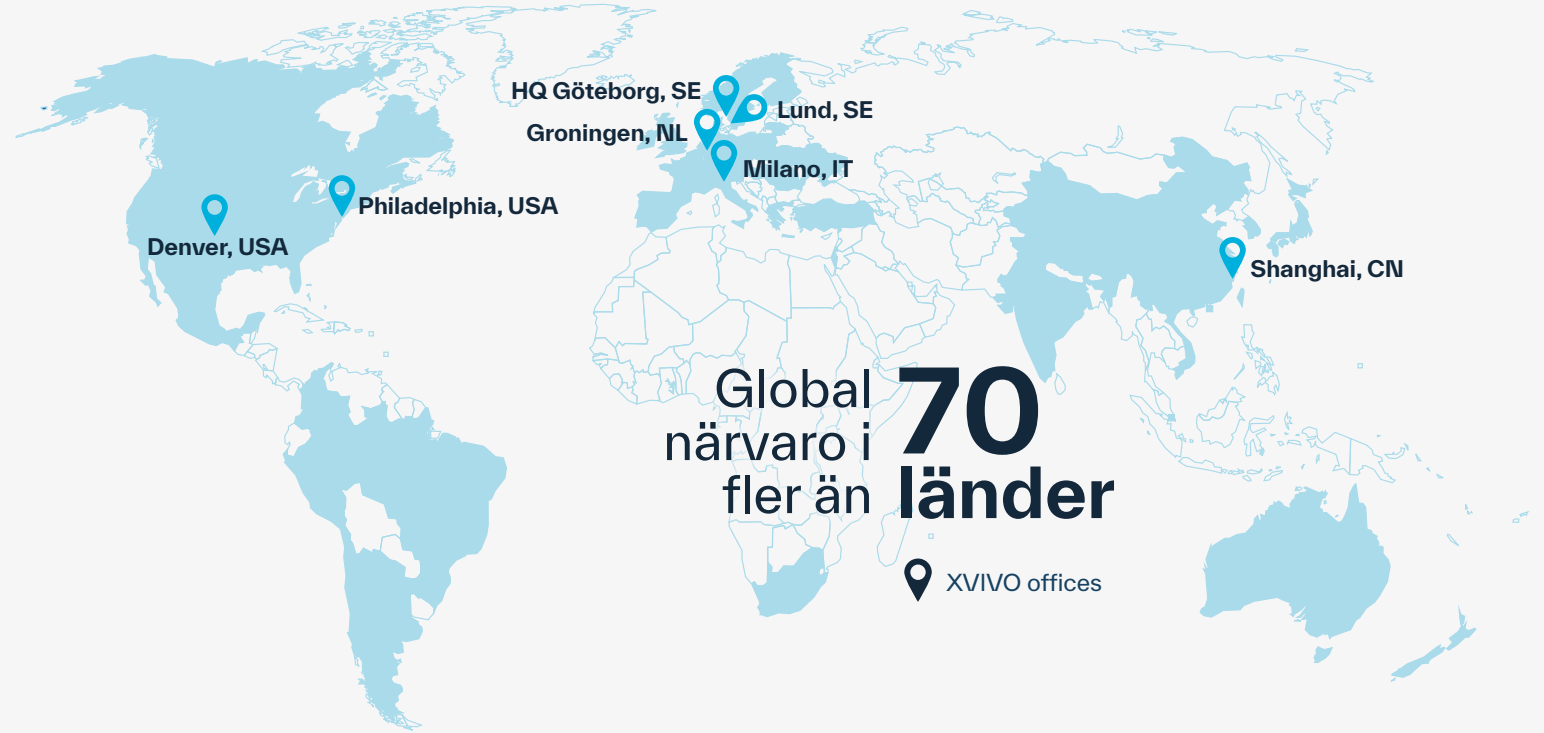 HQ Göteborg, SE
Lund, SE
Groningen, NL
Milano, IT
Philadelphia, USA
Denver, USA
Shanghai, CN
Global
närvaro i
fler än
70
länder
XVIVO offices